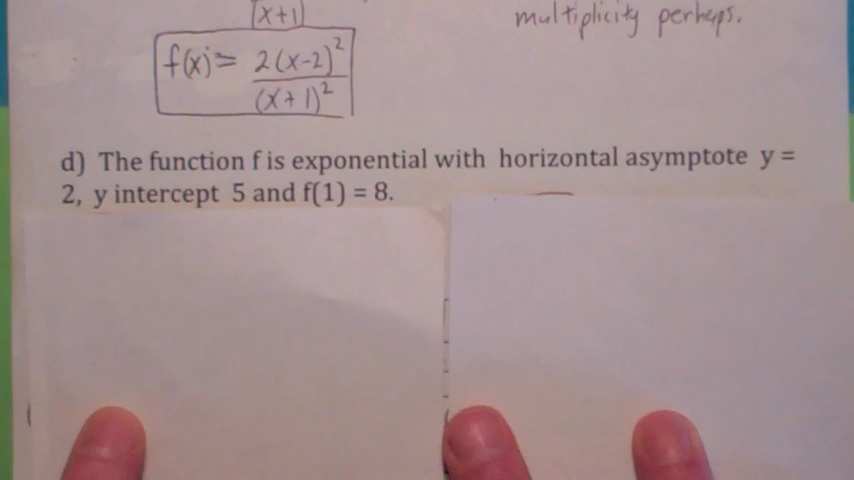 (x+1)
multiplicity perhaps.
f(x) = 2(x-2)²
(x+1)²
d) The function f is exponential with horizontal asymptote y =
2, y intercept 5 and f(1) = 8.